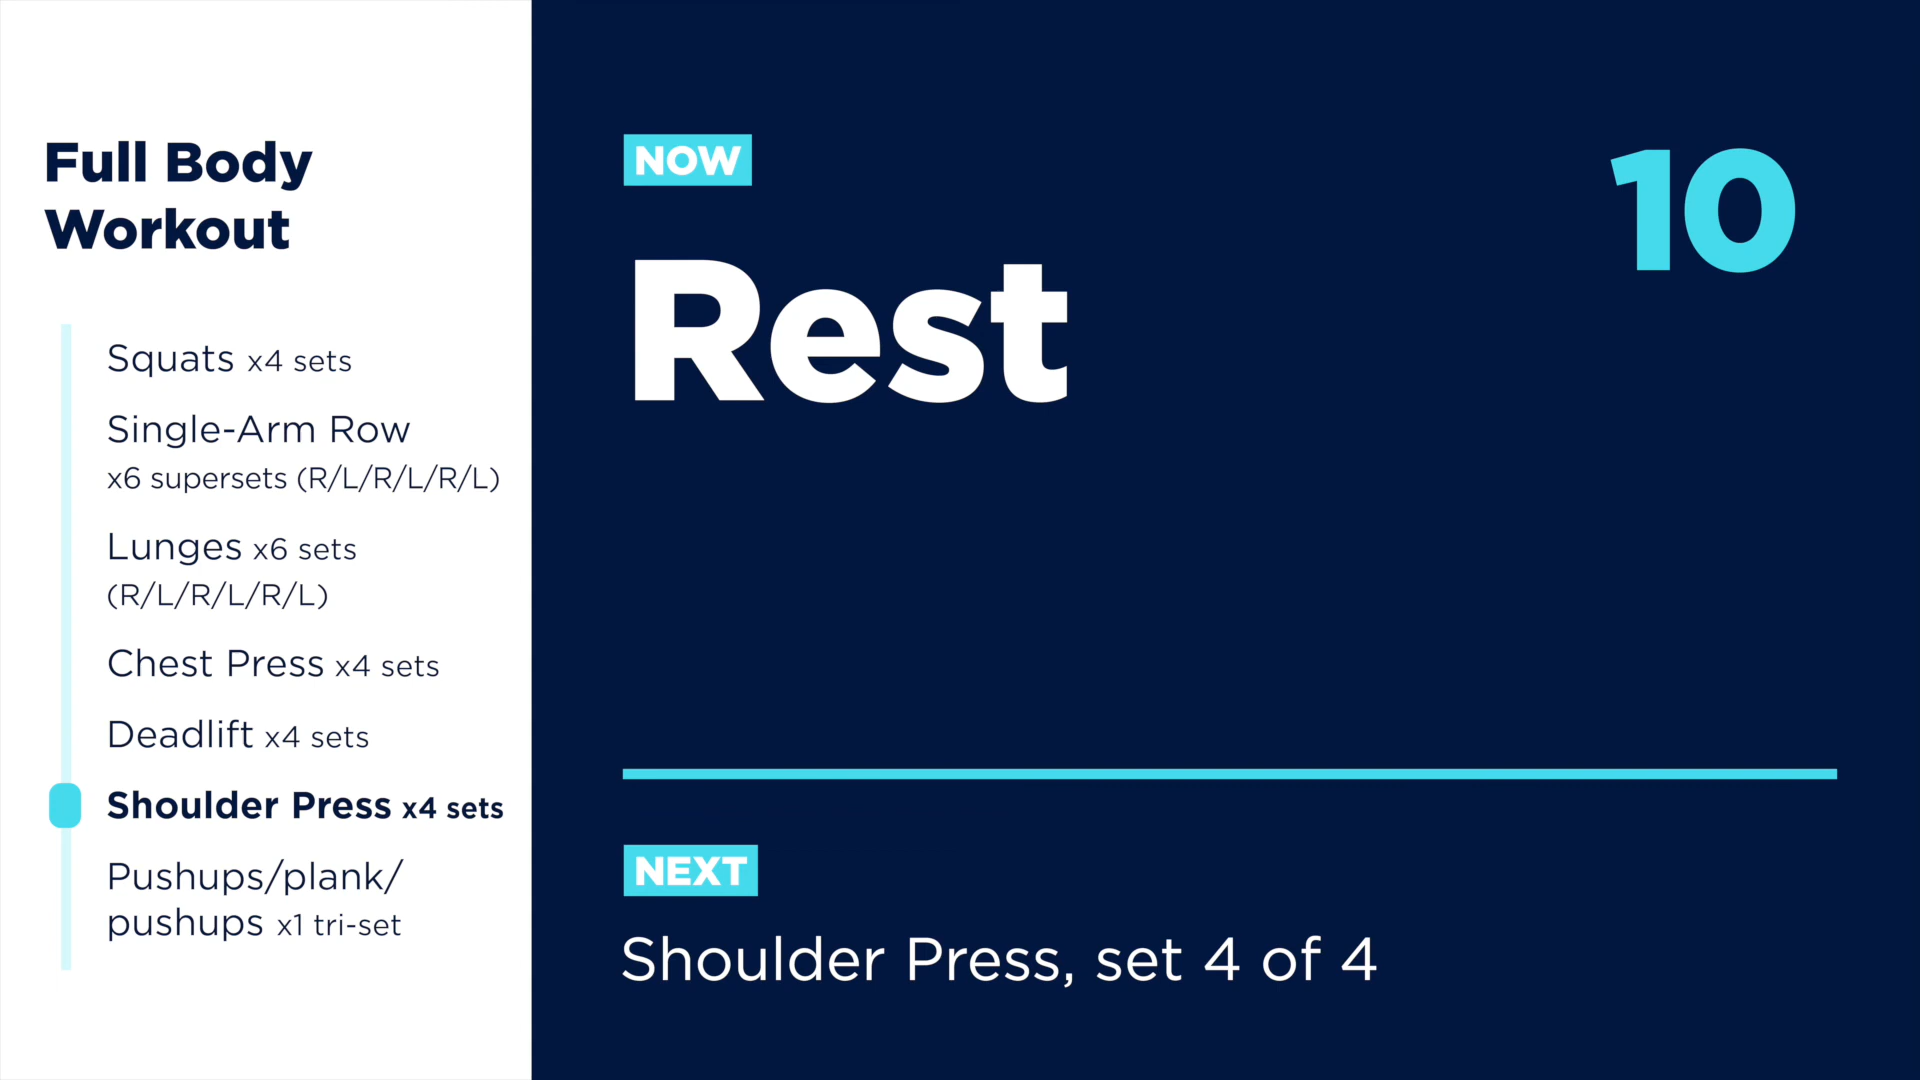 Full Body
Workout
Squats x4 sets
Single-Arm Row
x6 supersets (R/L/R/L/R/L)
Lunges x6 sets
(R/L/R/L/R/L)
Chest Press x4 sets
Deadlift x4 sets
Shoulder Press x4 sets
Pushups/plank/
pushups x1 tri-set
NOW
10
Rest
NEXT
Shoulder Press, set 4 of 4